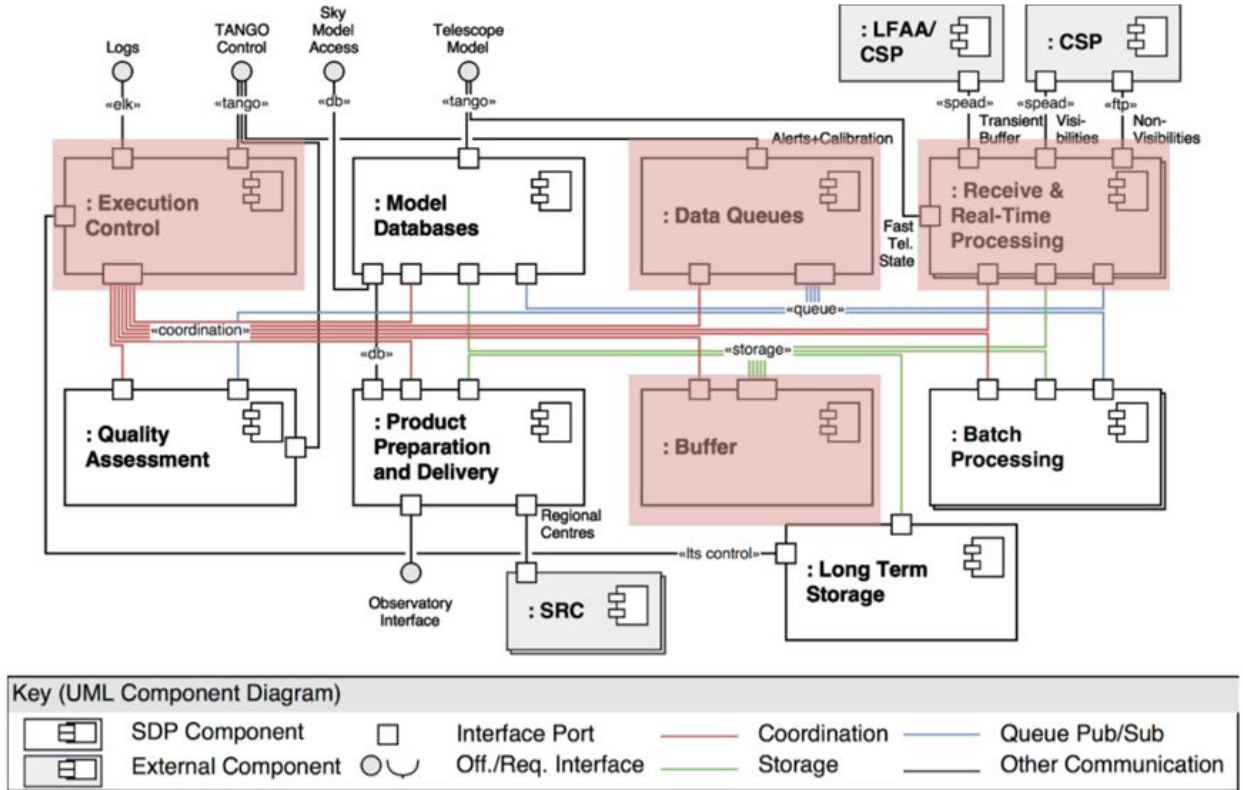 Logs
TANGO
Control
Sky
Model
Access
Telescope
Model
: LFAA/
CSP
: CSP
«elk»
«tango»
«db»
«tango»
«spead»
«spead»
«ftp»
Transient
Buffer
Visi-
bilities
Non-
Visibilities
Alerts+Calibration
: Execution
Control
: Model
Databases
: Data Queues
: Receive &
Real-Time
Processing
Fast
Tel.
State
«coordination»
«queue»
«db»
«storage»
: Quality
Assessment
: Product
Preparation
and Delivery
: Buffer
: Batch
Processing
Regional
Centres
«lts control»
: Long Term
Storage
Observatory
Interface
: SRC
Key (UML Component Diagram)
SDP Component
Interface Port
Coordination
Queue Pub/Sub
External Component
Off./Req. Interface
Storage
Other Communication